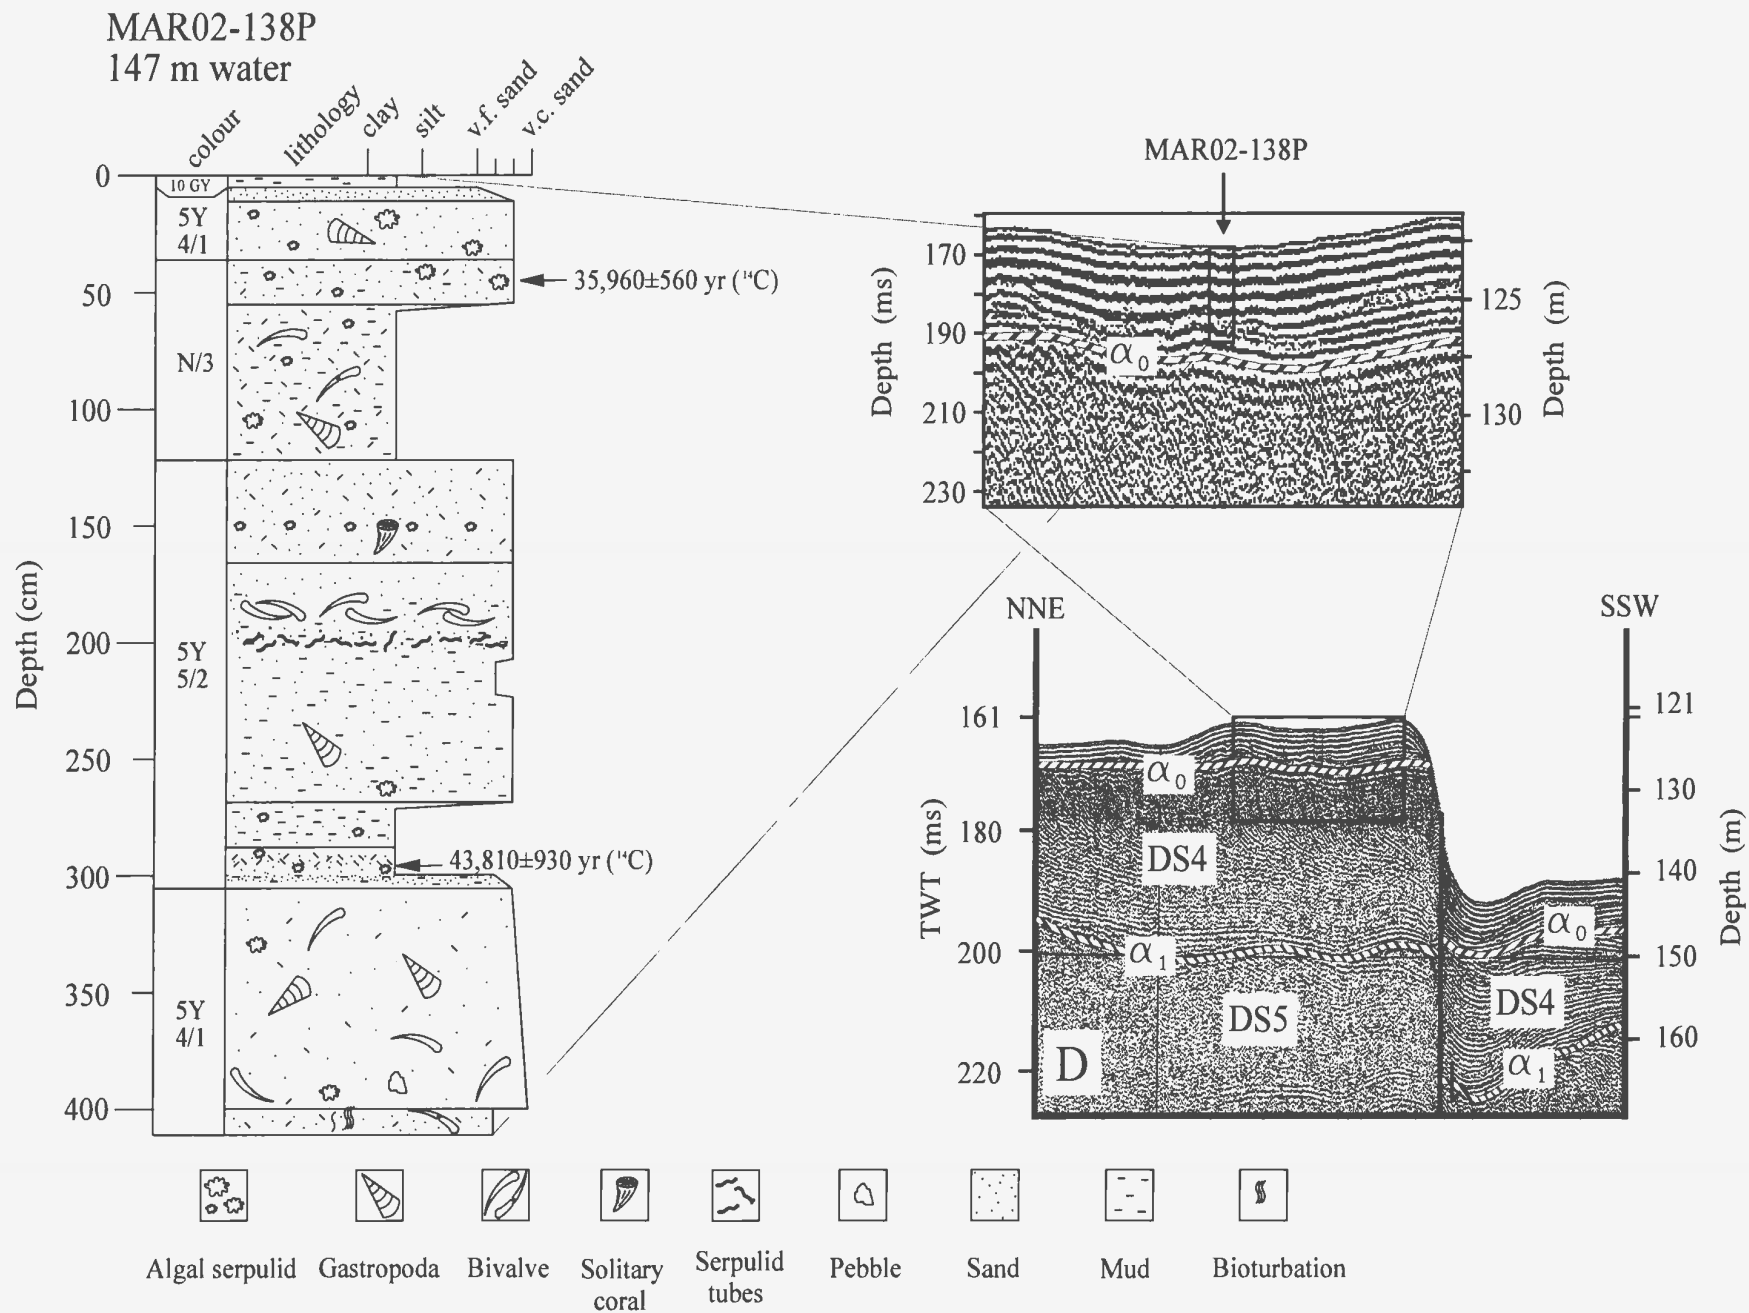 MAR02-138P
147 m water
colour
lithology
clay
silt
v.f. sand
v.c. sand
Depth (cm)
0
50
100
150
200
250
300
350
400
10 GY
5Y
4/1
N/3
5Y
5/2
5Y
4/1
35,960±560 yr (¹⁴C)
43,810±930 yr (¹⁴C)
MAR02-138P
Depth (ms)
170
190
210
230
α₀
125
130
Depth (m)
NNE
SSW
TWT (ms)
161
180
200
220
121
130
140
150
160
Depth (m)
α₀
DS4
α₁
DS5
D
α₀
DS4
α₁
Algal serpulid
Gastropoda
Bivalve
Solitary
coral
Serpulid
tubes
Pebble
Sand
Mud
Bioturbation